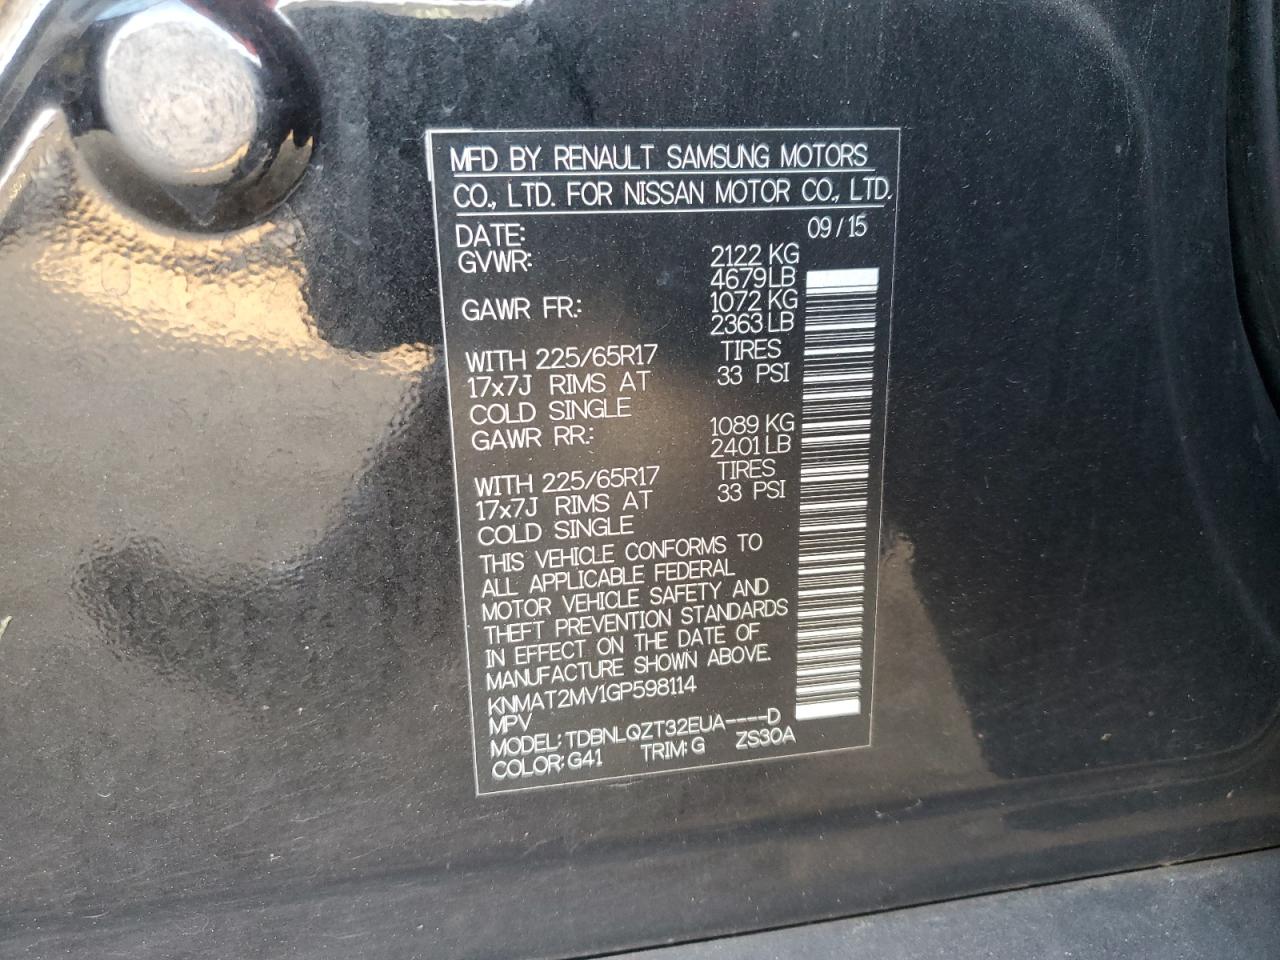 MFD BY RENAULT SAMSUNG MOTORS
CO., LTD. FOR NISSAN MOTOR CO., LTD.
DATE: 09/15
GVWR: 2122 KG
4679 LB
GAWR FR.: 1072 KG
2363 LB
WITH 225/65R17 TIRES
17x7J RIMS AT 33 PSI
COLD SINGLE
GAWR RR.: 1089 KG
2401 LB
WITH 225/65R17 TIRES
17x7J RIMS AT 33 PSI
COLD SINGLE
THIS VEHICLE CONFORMS TO
ALL APPLICABLE FEDERAL
MOTOR VEHICLE SAFETY AND
THEFT PREVENTION STANDARDS
IN EFFECT ON THE DATE OF
MANUFACTURE SHOWN ABOVE.
KNMAT2MV1GP598114
MPV
MODEL: TDBNLQZT32EUA----D
COLOR: G41 TRIM: G ZS30A